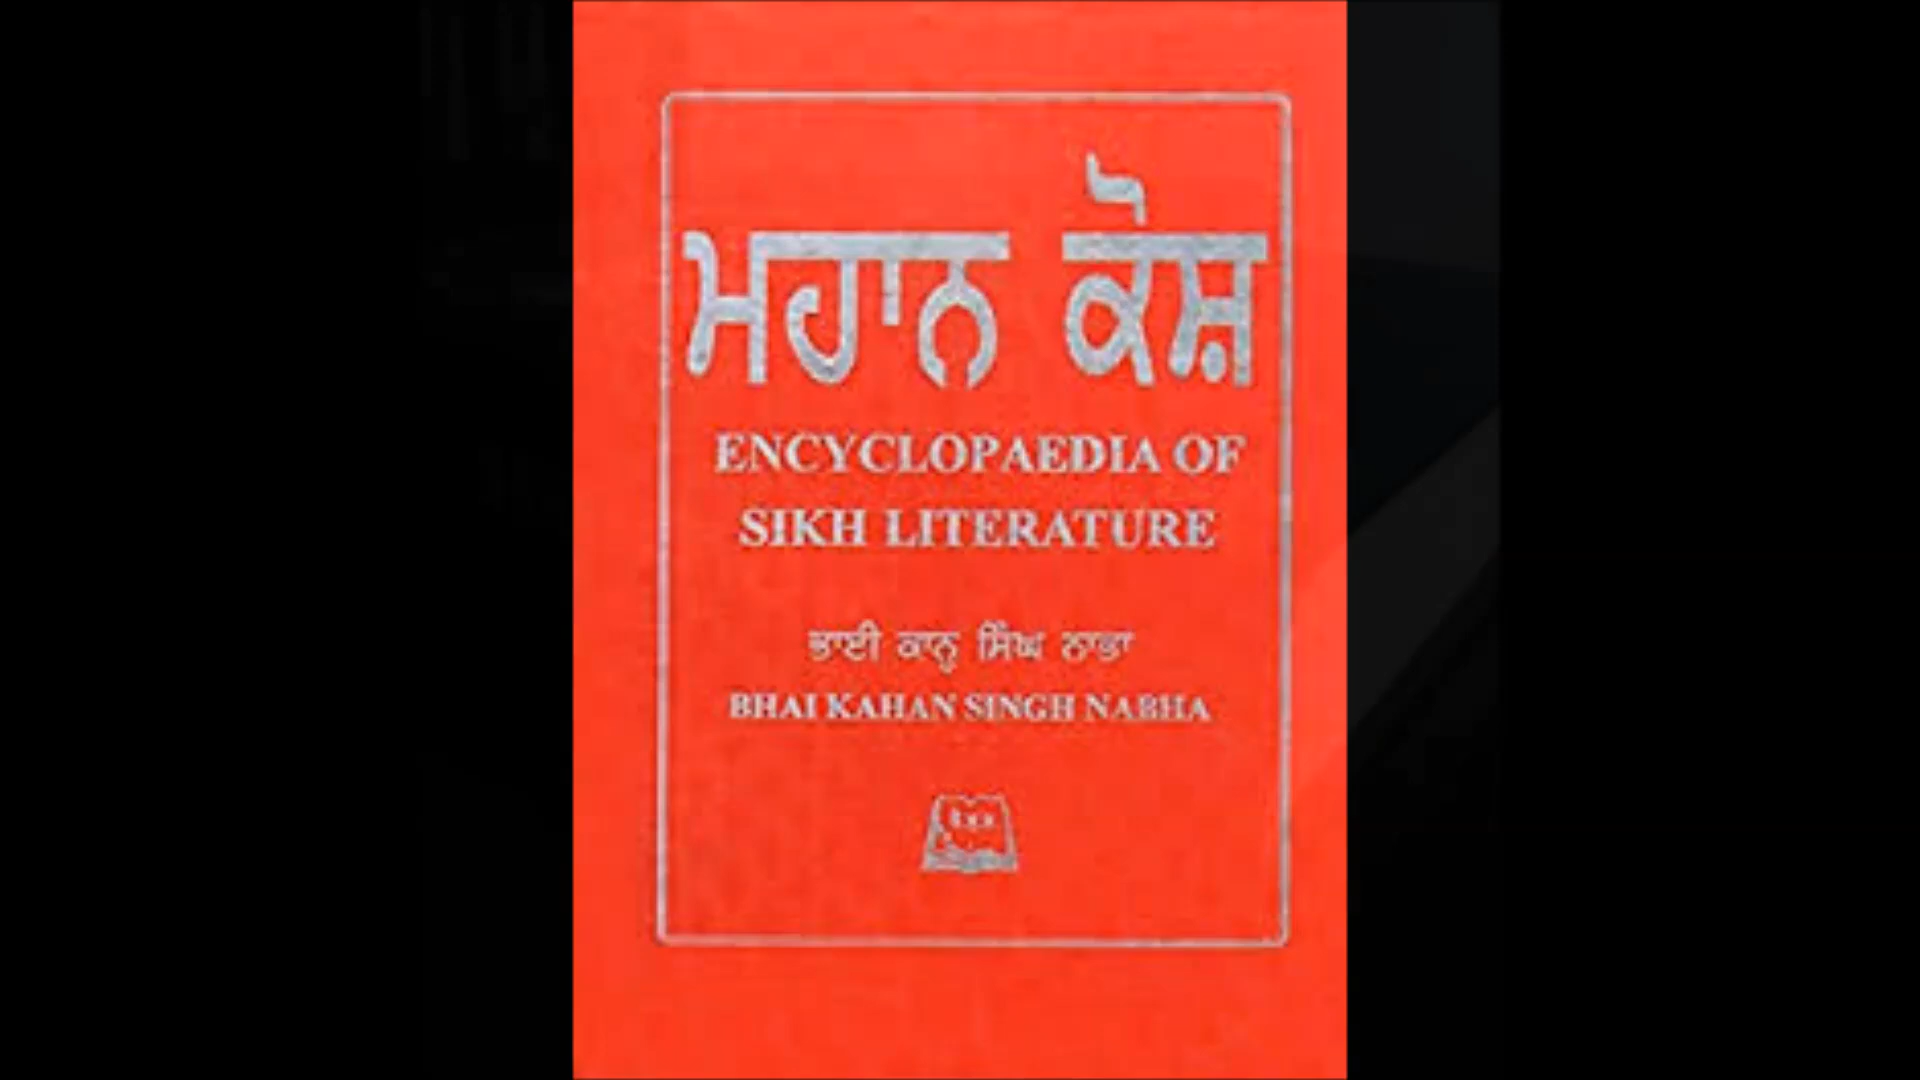 ਮਹਾਨ ਕੋਸ਼
ENCYCLOPAEDIA OF
SIKH LITERATURE
ਭਾਈ ਕਾਨ੍ਹ ਸਿੰਘ ਨਾਭਾ
BHAI KAHAN SINGH NABHA